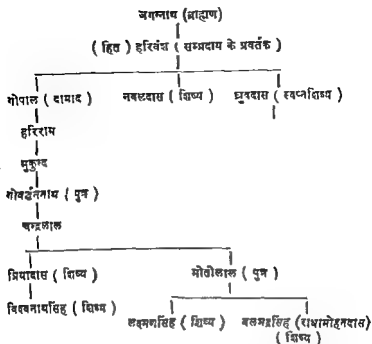 जगन्नाथ (ब्राह्मण)
( हित ) हरिवंश ( सम्प्रदाय के प्रवर्तक )
गोपाल ( दामाद ) नवलदास ( शिष्य ) ध्रुवदास ( स्वप्नशिष्य )
हरिराम
मुकुन्द
गोवर्द्धननाथ ( पुत्र )
चन्द्रलाल
प्रियादास ( शिष्य ) मोतीलाल ( पुत्र )
विश्वनाथसिंह ( शिष्य ) लक्ष्मणसिंह ( शिष्य ) बलभद्रसिंह (राधामोहनदास)
( शिष्य )